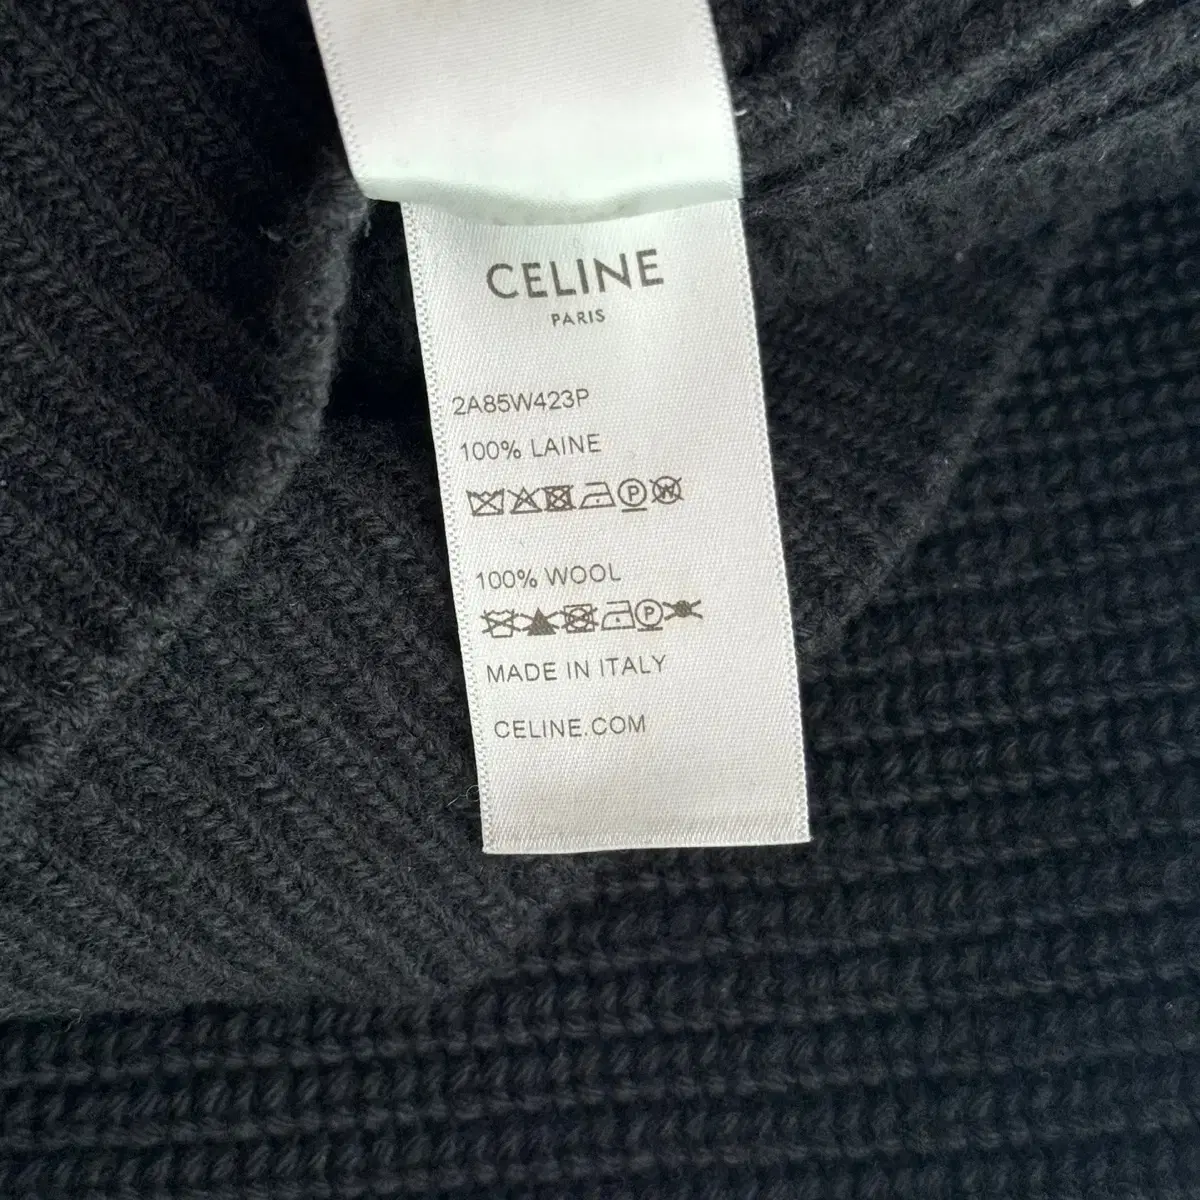 CELINE
PARIS
2A85W423P
100% LAINE
P W
100% WOOL
P
MADE IN ITALY
CELINE.COM